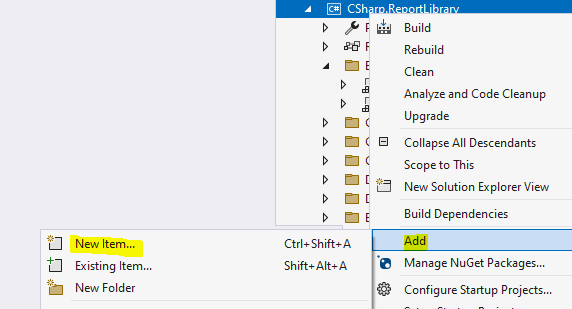 CSharp.ReportLibrary
Build
Rebuild
Clean
Analyze and Code Cleanup
Upgrade
Collapse All Descendants
Scope to This
New Solution Explorer View
Build Dependencies
Add
Manage NuGet Packages...
Configure Startup Projects...
New Item... Ctrl+Shift+A
Existing Item... Shift+Alt+A
New Folder